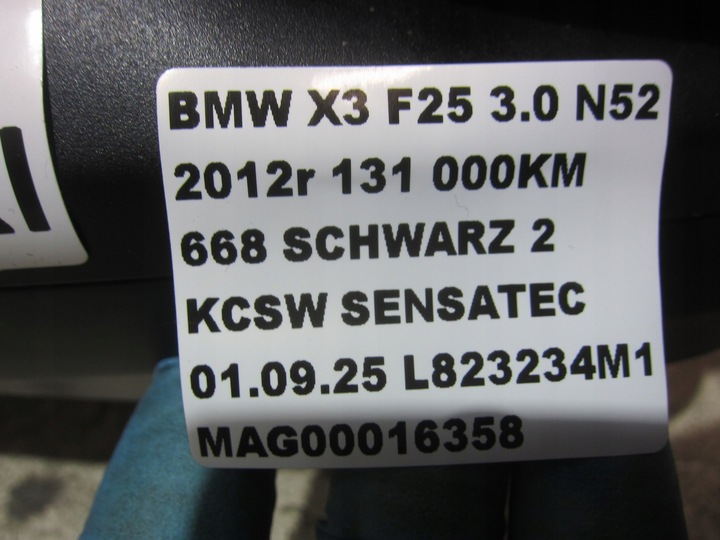 BMW X3 F25 3.0 N52
2012r 131 000KM
668 SCHWARZ 2
KCSW SENSATEC
01.09.25 L823234M1
MAG00016358